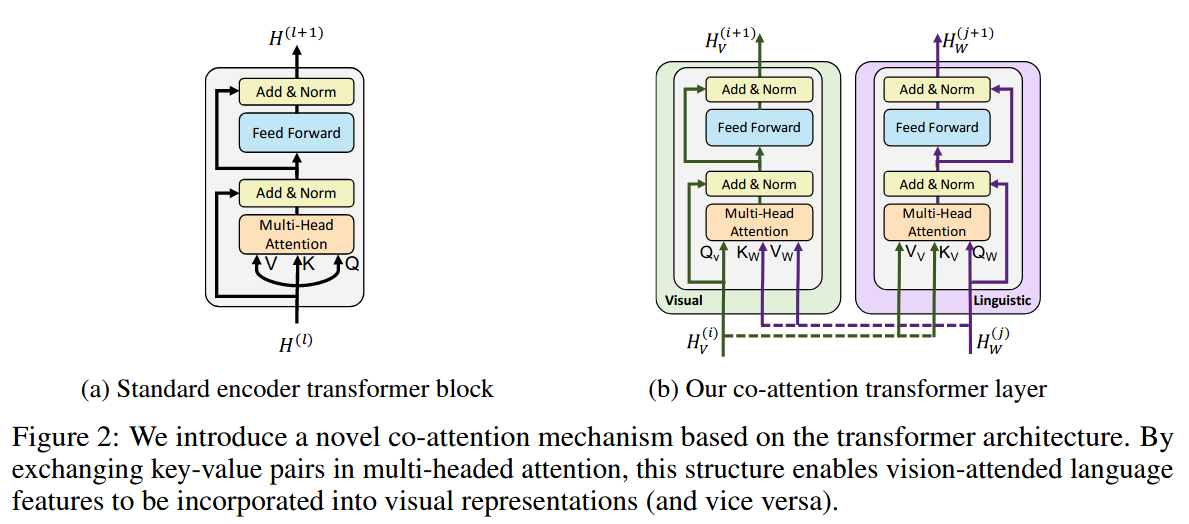 H^(l+1)
Add & Norm
Feed Forward
Add & Norm
Multi-Head
Attention
V K Q
H^(l)
(a) Standard encoder transformer block
H_V^(i+1)
Add & Norm
Feed Forward
Add & Norm
Multi-Head
Attention
Q_v K_W V_W
Visual
H_V^(i)
H_W^(j+1)
Add & Norm
Feed Forward
Add & Norm
Multi-Head
Attention
V_V K_V Q_W
Linguistic
H_W^(j)
(b) Our co-attention transformer layer
Figure 2: We introduce a novel co-attention mechanism based on the transformer architecture. By
exchanging key-value pairs in multi-headed attention, this structure enables vision-attended language
features to be incorporated into visual representations (and vice versa).